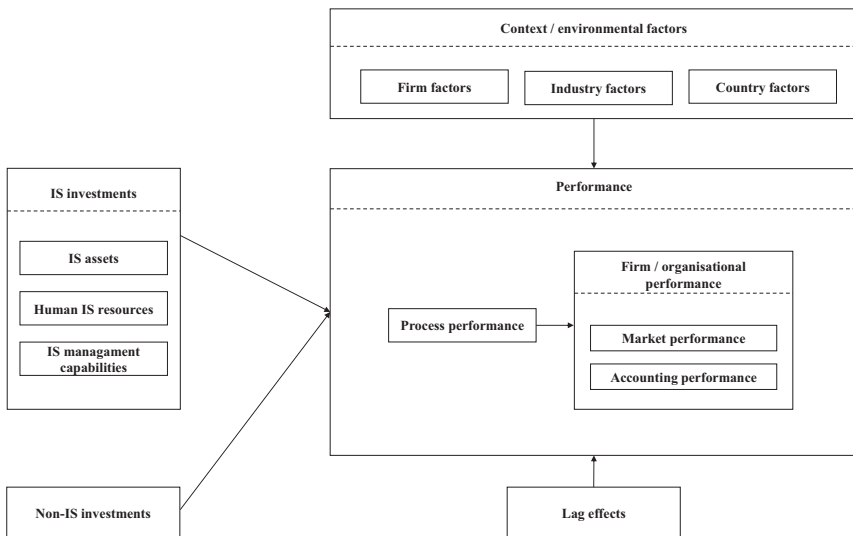 Context / environmental factors
Firm factors
Industry factors
Country factors
IS investments
IS assets
Human IS resources
IS managament
capabilities
Performance
Process performance
Firm / organisational
performance
Market performance
Accounting performance
Non-IS investments
Lag effects